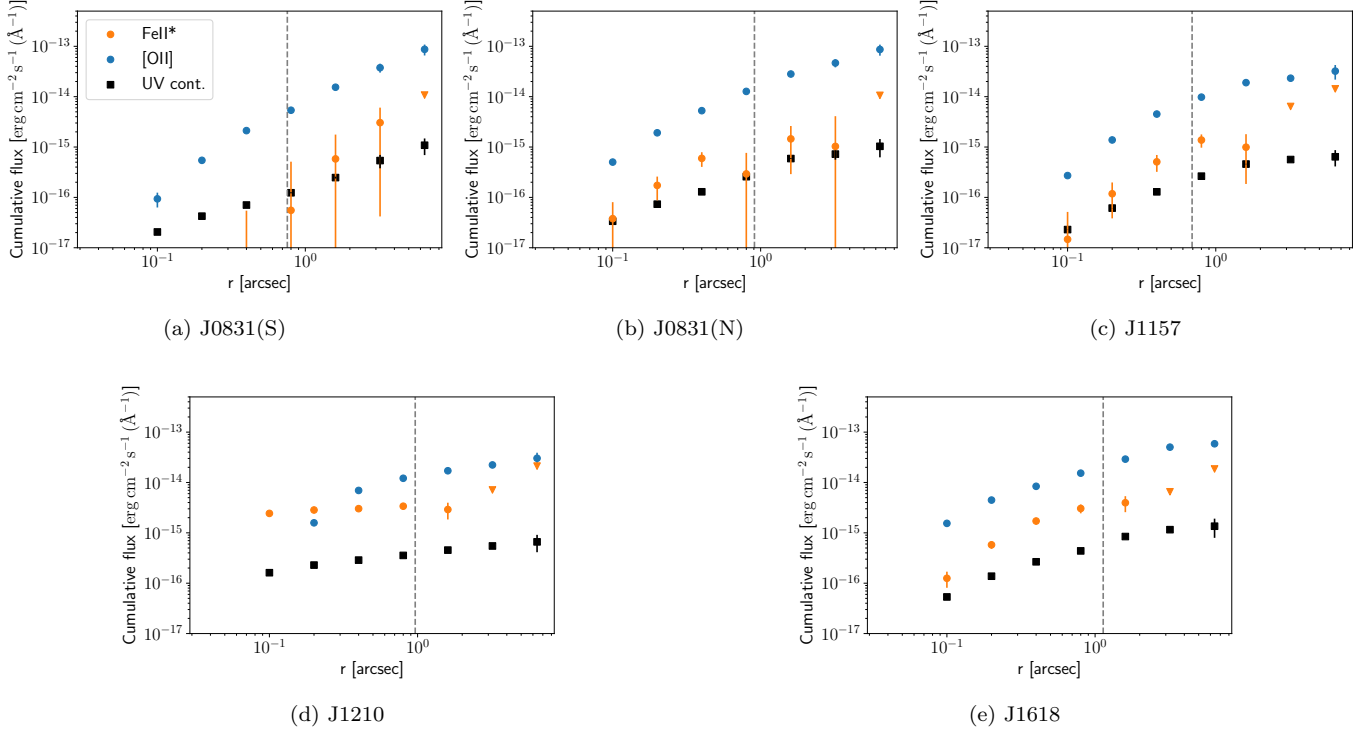 Cumulative flux [erg cm⁻² s⁻¹ (Å⁻¹)]
10⁻¹³
10⁻¹⁴
10⁻¹⁵
10⁻¹⁶
10⁻¹⁷
FeII*
[OII]
UV cont.
10⁻¹ 10⁰
r [arcsec]
(a) J0831(S)
Cumulative flux [erg cm⁻² s⁻¹ (Å⁻¹)]
10⁻¹³
10⁻¹⁴
10⁻¹⁵
10⁻¹⁶
10⁻¹⁷
10⁻¹ 10⁰
r [arcsec]
(b) J0831(N)
Cumulative flux [erg cm⁻² s⁻¹ (Å⁻¹)]
10⁻¹³
10⁻¹⁴
10⁻¹⁵
10⁻¹⁶
10⁻¹⁷
10⁻¹ 10⁰
r [arcsec]
(c) J1157
Cumulative flux [erg cm⁻² s⁻¹ (Å⁻¹)]
10⁻¹³
10⁻¹⁴
10⁻¹⁵
10⁻¹⁶
10⁻¹⁷
10⁻¹ 10⁰
r [arcsec]
(d) J1210
Cumulative flux [erg cm⁻² s⁻¹ (Å⁻¹)]
10⁻¹³
10⁻¹⁴
10⁻¹⁵
10⁻¹⁶
10⁻¹⁷
10⁻¹ 10⁰
r [arcsec]
(e) J1618